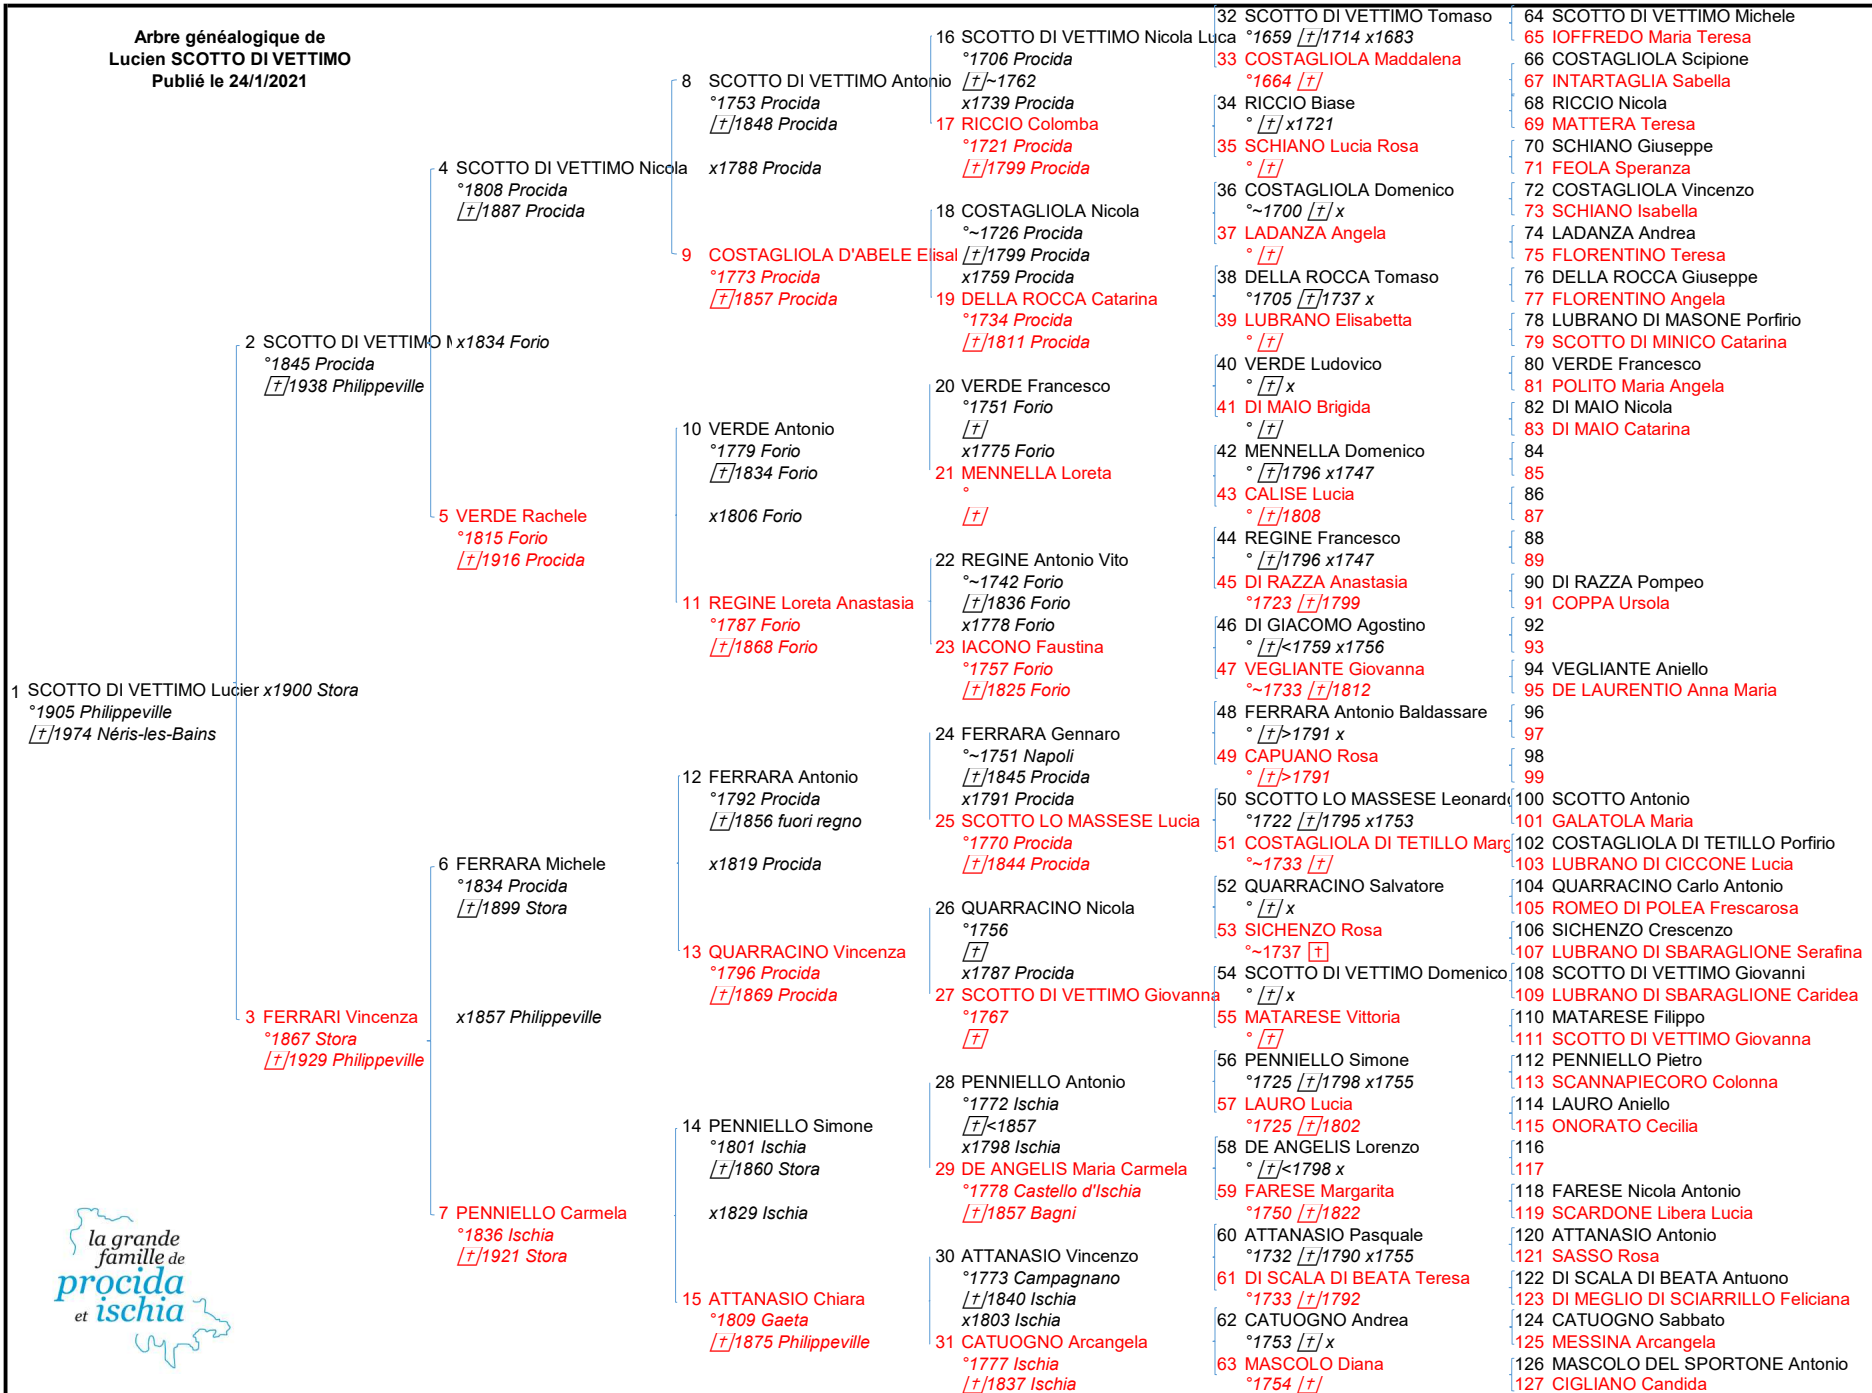 Arbre généalogique de
Lucien SCOTTO DI VETTIMO
Publié le 24/1/2021
1 SCOTTO DI VETTIMO Lucien x1900 Stora
°1905 Philippeville
[†]1974 Néris-les-Bains
2 SCOTTO DI VETTIMO M x1834 Forio
°1845 Procida
[†]1938 Philippeville
3 FERRARI Vincenza
°1867 Stora
[†]1929 Philippeville
4 SCOTTO DI VETTIMO Nicola
°1808 Procida
[†]1887 Procida
5 VERDE Rachele
°1815 Forio
[†]1916 Procida
6 FERRARA Michele
°1834 Procida
[†]1899 Stora
x1857 Philippeville
7 PENNIELLO Carmela
°1836 Ischia
[†]1921 Stora
8 SCOTTO DI VETTIMO Antonio
°1753 Procida
[†]1848 Procida
x1788 Procida
9 COSTAGLIOLA D'ABELE Elisab
°1773 Procida
[†]1857 Procida
10 VERDE Antonio
°1779 Forio
[†]1834 Forio
x1806 Forio
11 REGINE Loreta Anastasia
°1787 Forio
[†]1868 Forio
12 FERRARA Antonio
°1792 Procida
[†]1856 fuori regno
x1819 Procida
13 QUARRACINO Vincenza
°1796 Procida
[†]1869 Procida
14 PENNIELLO Simone
°1801 Ischia
[†]1860 Stora
x1829 Ischia
15 ATTANASIO Chiara
°1809 Gaeta
[†]1875 Philippeville
16 SCOTTO DI VETTIMO Nicola Luca
°1706 Procida
[†]~1762
x1739 Procida
17 RICCIO Colomba
°1721 Procida
[†]1799 Procida
18 COSTAGLIOLA Nicola
°~1726 Procida
[†]1799 Procida
x1759 Procida
19 DELLA ROCCA Catarina
°1734 Procida
[†]1811 Procida
20 VERDE Francesco
°1751 Forio
[†]
x1775 Forio
21 MENNELLA Loreta
°
[†]
22 REGINE Antonio Vito
°~1742 Forio
[†]1836 Forio
x1778 Forio
23 IACONO Faustina
°1757 Forio
[†]1825 Forio
24 FERRARA Gennaro
°~1751 Napoli
[†]1845 Procida
x1791 Procida
25 SCOTTO LO MASSESE Lucia
°1770 Procida
[†]1844 Procida
26 QUARRACINO Nicola
°1756
[†]
x1787 Procida
27 SCOTTO DI VETTIMO Giovanna
°1767
[†]
28 PENNIELLO Antonio
°1772 Ischia
[†]<1857
x1798 Ischia
29 DE ANGELIS Maria Carmela
°1778 Castello d'Ischia
[†]1857 Bagni
30 ATTANASIO Vincenzo
°1773 Campagnano
[†]1840 Ischia
x1803 Ischia
31 CATUOGNO Arcangela
°1777 Ischia
[†]1837 Ischia
32 SCOTTO DI VETTIMO Tomaso
°1659 [†]1714 x1683
33 COSTAGLIOLA Maddalena
°1664 [†]
34 RICCIO Biase
° [†] x1721
35 SCHIANO Lucia Rosa
° [†]
36 COSTAGLIOLA Domenico
°~1700 [†] x
37 LADANZA Angela
° [†]
38 DELLA ROCCA Tomaso
°1705 [†]1737 x
39 LUBRANO Elisabetta
° [†]
40 VERDE Ludovico
° [†] x
41 DI MAIO Brigida
° [†]
42 MENNELLA Domenico
° [†]1796 x1747
43 CALISE Lucia
° [†]1808
44 REGINE Francesco
° [†]1796 x1747
45 DI RAZZA Anastasia
°1723 [†]1799
46 DI GIACOMO Agostino
° [†]<1759 x1756
47 VEGLIANTE Giovanna
°~1733 [†]1812
48 FERRARA Antonio Baldassare
° [†]>1791 x
49 CAPUANO Rosa
° [†]>1791
50 SCOTTO LO MASSESE Leonardo
°1722 [†]1795 x1753
51 COSTAGLIOLA DI TETILLO Marg
°~1733 [†]
52 QUARRACINO Salvatore
° [†] x
53 SICHENZO Rosa
°~1737 [†]
54 SCOTTO DI VETTIMO Domenico
° [†] x
55 MATARESE Vittoria
° [†]
56 PENNIELLO Simone
°1725 [†]1798 x1755
57 LAURO Lucia
°1725 [†]1802
58 DE ANGELIS Lorenzo
° [†]<1798 x
59 FARESE Margarita
°1750 [†]1822
60 ATTANASIO Pasquale
°1732 [†]1790 x1755
61 DI SCALA DI BEATA Teresa
°1733 [†]1792
62 CATUOGNO Andrea
°1753 [†] x
63 MASCOLO Diana
°1754 [†]
64 SCOTTO DI VETTIMO Michele
65 IOFFREDO Maria Teresa
66 COSTAGLIOLA Scipione
67 INTARTAGLIA Sabella
68 RICCIO Nicola
69 MATTERA Teresa
70 SCHIANO Giuseppe
71 FEOLA Speranza
72 COSTAGLIOLA Vincenzo
73 SCHIANO Isabella
74 LADANZA Andrea
75 FLORENTINO Teresa
76 DELLA ROCCA Giuseppe
77 FLORENTINO Angela
78 LUBRANO DI MASONE Porfirio
79 SCOTTO DI MINICO Catarina
80 VERDE Francesco
81 POLITO Maria Angela
82 DI MAIO Nicola
83 DI MAIO Catarina
84
85
86
87
88
89
90 DI RAZZA Pompeo
91 COPPA Ursola
92
93
94 VEGLIANTE Aniello
95 DE LAURENTIO Anna Maria
96
97
98
99
100 SCOTTO Antonio
101 GALATOLA Maria
102 COSTAGLIOLA DI TETILLO Porfirio
103 LUBRANO DI CICCONE Lucia
104 QUARRACINO Carlo Antonio
105 ROMEO DI POLEA Frescarosa
106 SICHENZO Crescenzo
107 LUBRANO DI SBARAGLIONE Serafina
108 SCOTTO DI VETTIMO Giovanni
109 LUBRANO DI SBARAGLIONE Caridea
110 MATARESE Filippo
111 SCOTTO DI VETTIMO Giovanna
112 PENNIELLO Pietro
113 SCANNAPIECORO Colonna
114 LAURO Aniello
115 ONORATO Cecilia
116
117
118 FARESE Nicola Antonio
119 SCARDONE Libera Lucia
120 ATTANASIO Antonio
121 SASSO Rosa
122 DI SCALA DI BEATA Antuono
123 DI MEGLIO DI SCIARRILLO Feliciana
124 CATUOGNO Sabbato
125 MESSINA Arcangela
126 MASCOLO DEL SPORTONE Antonio
127 CIGLIANO Candida
la grande
famille de
procida
et ischia